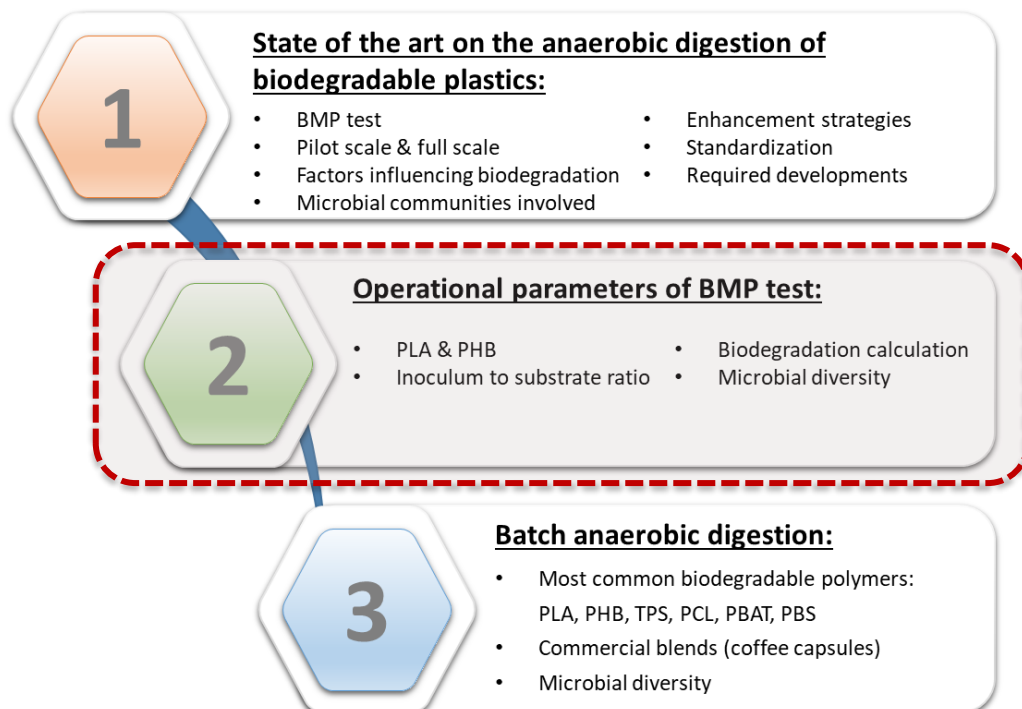 1
State of the art on the anaerobic digestion of
biodegradable plastics:
• BMP test
• Pilot scale & full scale
• Factors influencing biodegradation
• Microbial communities involved
• Enhancement strategies
• Standardization
• Required developments
2
Operational parameters of BMP test:
• PLA & PHB
• Inoculum to substrate ratio
• Biodegradation calculation
• Microbial diversity
3
Batch anaerobic digestion:
• Most common biodegradable polymers:
PLA, PHB, TPS, PCL, PBAT, PBS
• Commercial blends (coffee capsules)
• Microbial diversity